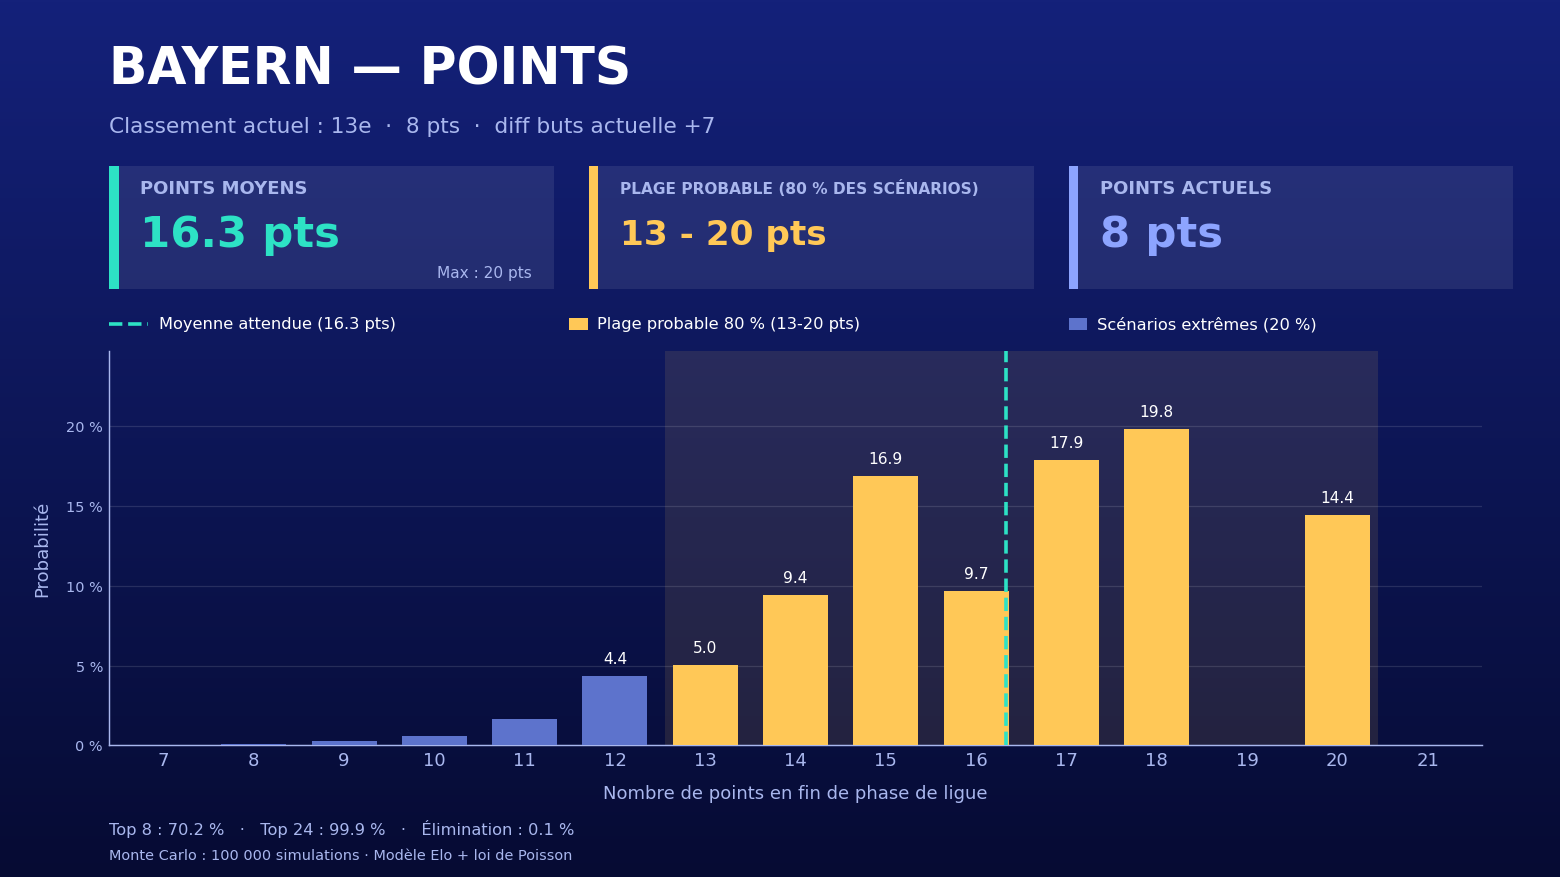 BAYERN — POINTS
Classement actuel : 13e · 8 pts · diff buts actuelle +7
POINTS MOYENS
16.3 pts
Max : 20 pts
PLAGE PROBABLE (80 % DES SCÉNARIOS)
13 - 20 pts
POINTS ACTUELS
8 pts
Moyenne attendue (16.3 pts)
Plage probable 80 % (13-20 pts)
Scénarios extrêmes (20 %)
Probabilité
20 %
15 %
10 %
5 %
0 %
4.4
5.0
9.4
16.9
9.7
17.9
19.8
14.4
7 8 9 10 11 12 13 14 15 16 17 18 19 20 21
Nombre de points en fin de phase de ligue
Top 8 : 70.2 % · Top 24 : 99.9 % · Élimination : 0.1 %
Monte Carlo : 100 000 simulations · Modèle Elo + loi de Poisson